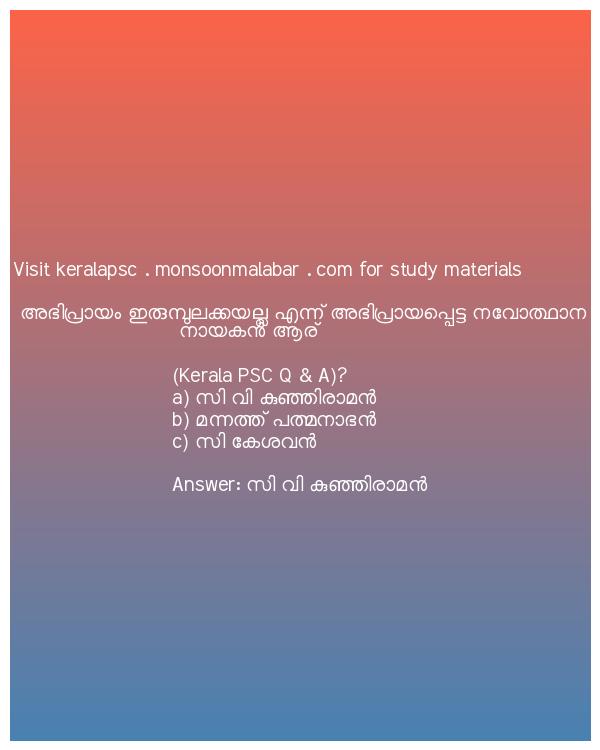 Visit keralapsc . monsoonmalabar . com for study materials
അഭിപ്രായം ഇരുമ്പുലക്കയല്ല എന്ന് അഭിപ്രായപ്പെട്ട നവോത്ഥാന
നായകൻ ആര്
(Kerala PSC Q & A)?
a) സി വി കുഞ്ഞിരാമൻ
b) മന്നത്ത് പത്മനാഭൻ
c) സി കേശവൻ
Answer: സി വി കുഞ്ഞിരാമൻ